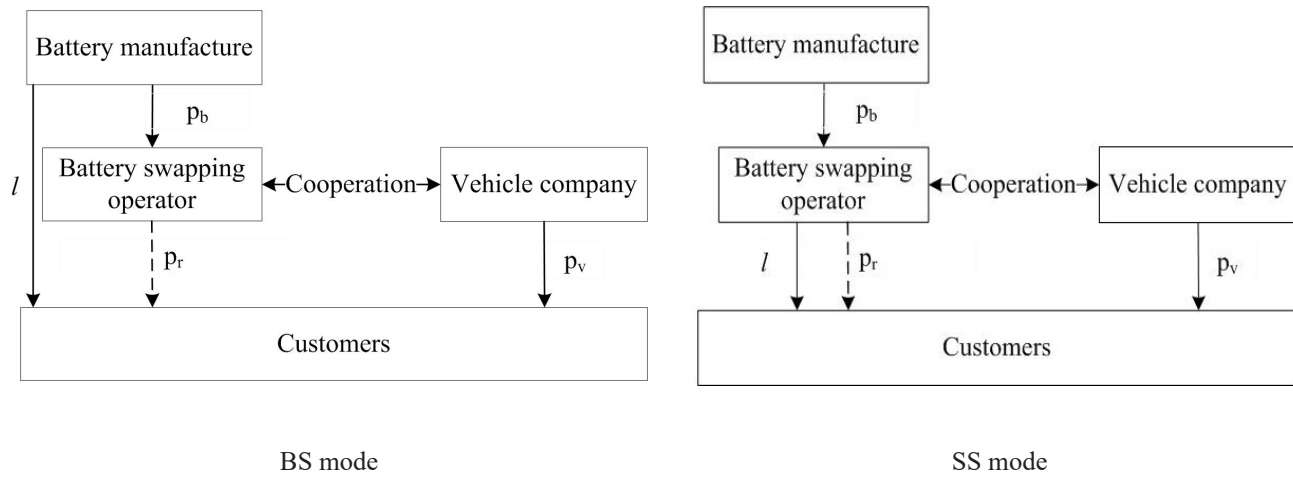 Battery manufacture
p_b
l
Battery swapping
operator
Cooperation
Vehicle company
p_r
p_v
Customers
BS mode
Battery manufacture
p_b
Battery swapping
operator
Cooperation
Vehicle company
l
p_r
p_v
Customers
SS mode